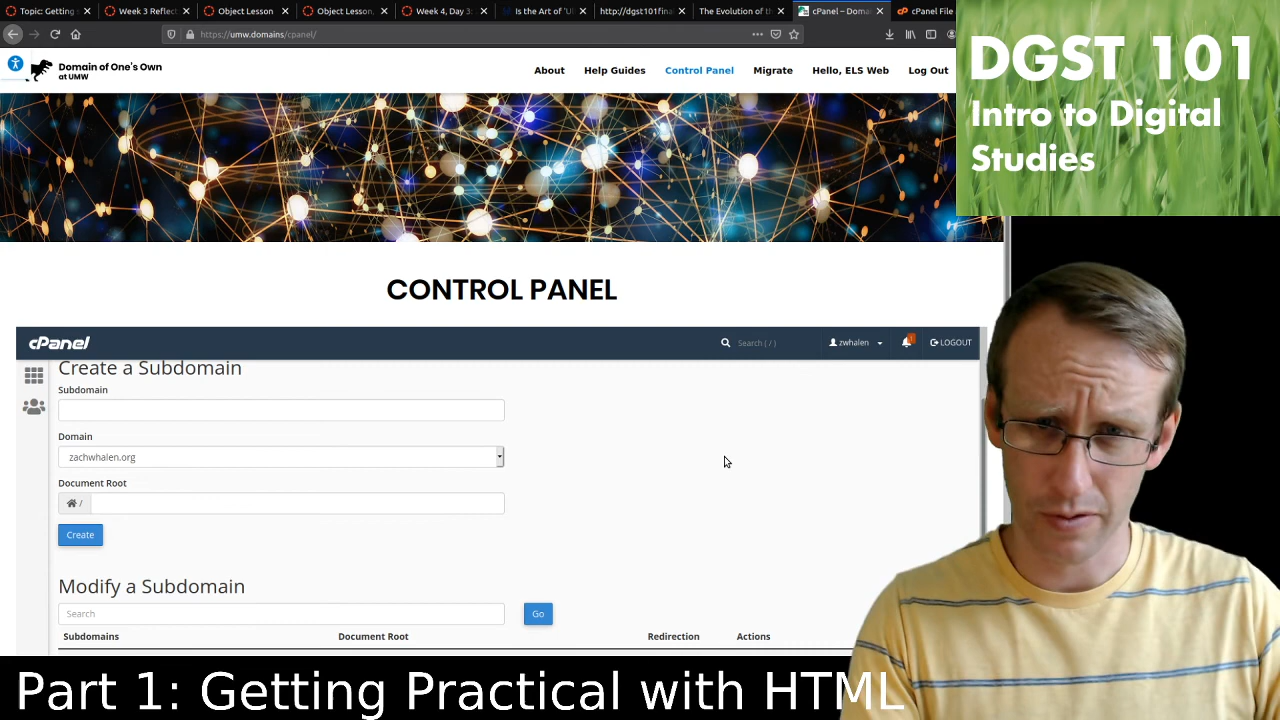 Topic: Getting
Week 3 Reflect
Object Lesson
Object Lesson,
Week 4, Day 3:
Is the Art of 'U
http://dgst101fina
The Evolution of
cPanel – Doma
cPanel File
https://umw.domains/cpanel/
Domain of One's Own
at UMW
About
Help Guides
Control Panel
Migrate
Hello, ELS Web
Log Out
DGST 101
Intro to Digital
Studies
CONTROL PANEL
cPanel
Search ( / )
zwhalen
LOGOUT
Create a Subdomain
Subdomain
Domain
zachwhalen.org
Document Root
/
Create
Modify a Subdomain
Search
Go
Subdomains
Document Root
Redirection
Actions
Part 1: Getting Practical with HTML